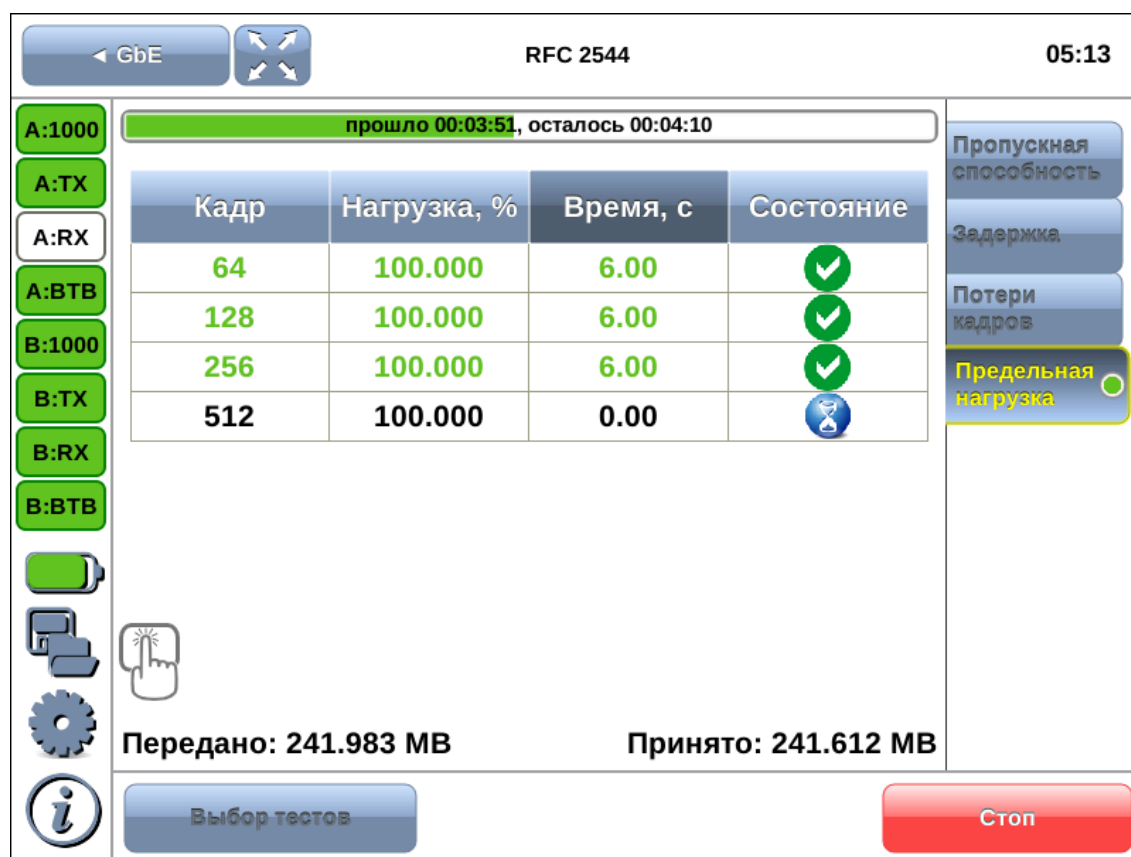 ◄ GbE
RFC 2544
05:13
A:1000
A:TX
A:RX
A:BTB
B:1000
B:TX
B:RX
B:BTB
прошло 00:03:51, осталось 00:04:10
Кадр Нагрузка, % Время, с Состояние
64 100.000 6.00
128 100.000 6.00
256 100.000 6.00
512 100.000 0.00
Передано: 241.983 MB
Принято: 241.612 MB
Пропускная
способность
Задержка
Потери
кадров
Предельная
нагрузка
i
Выбор тестов
Стоп